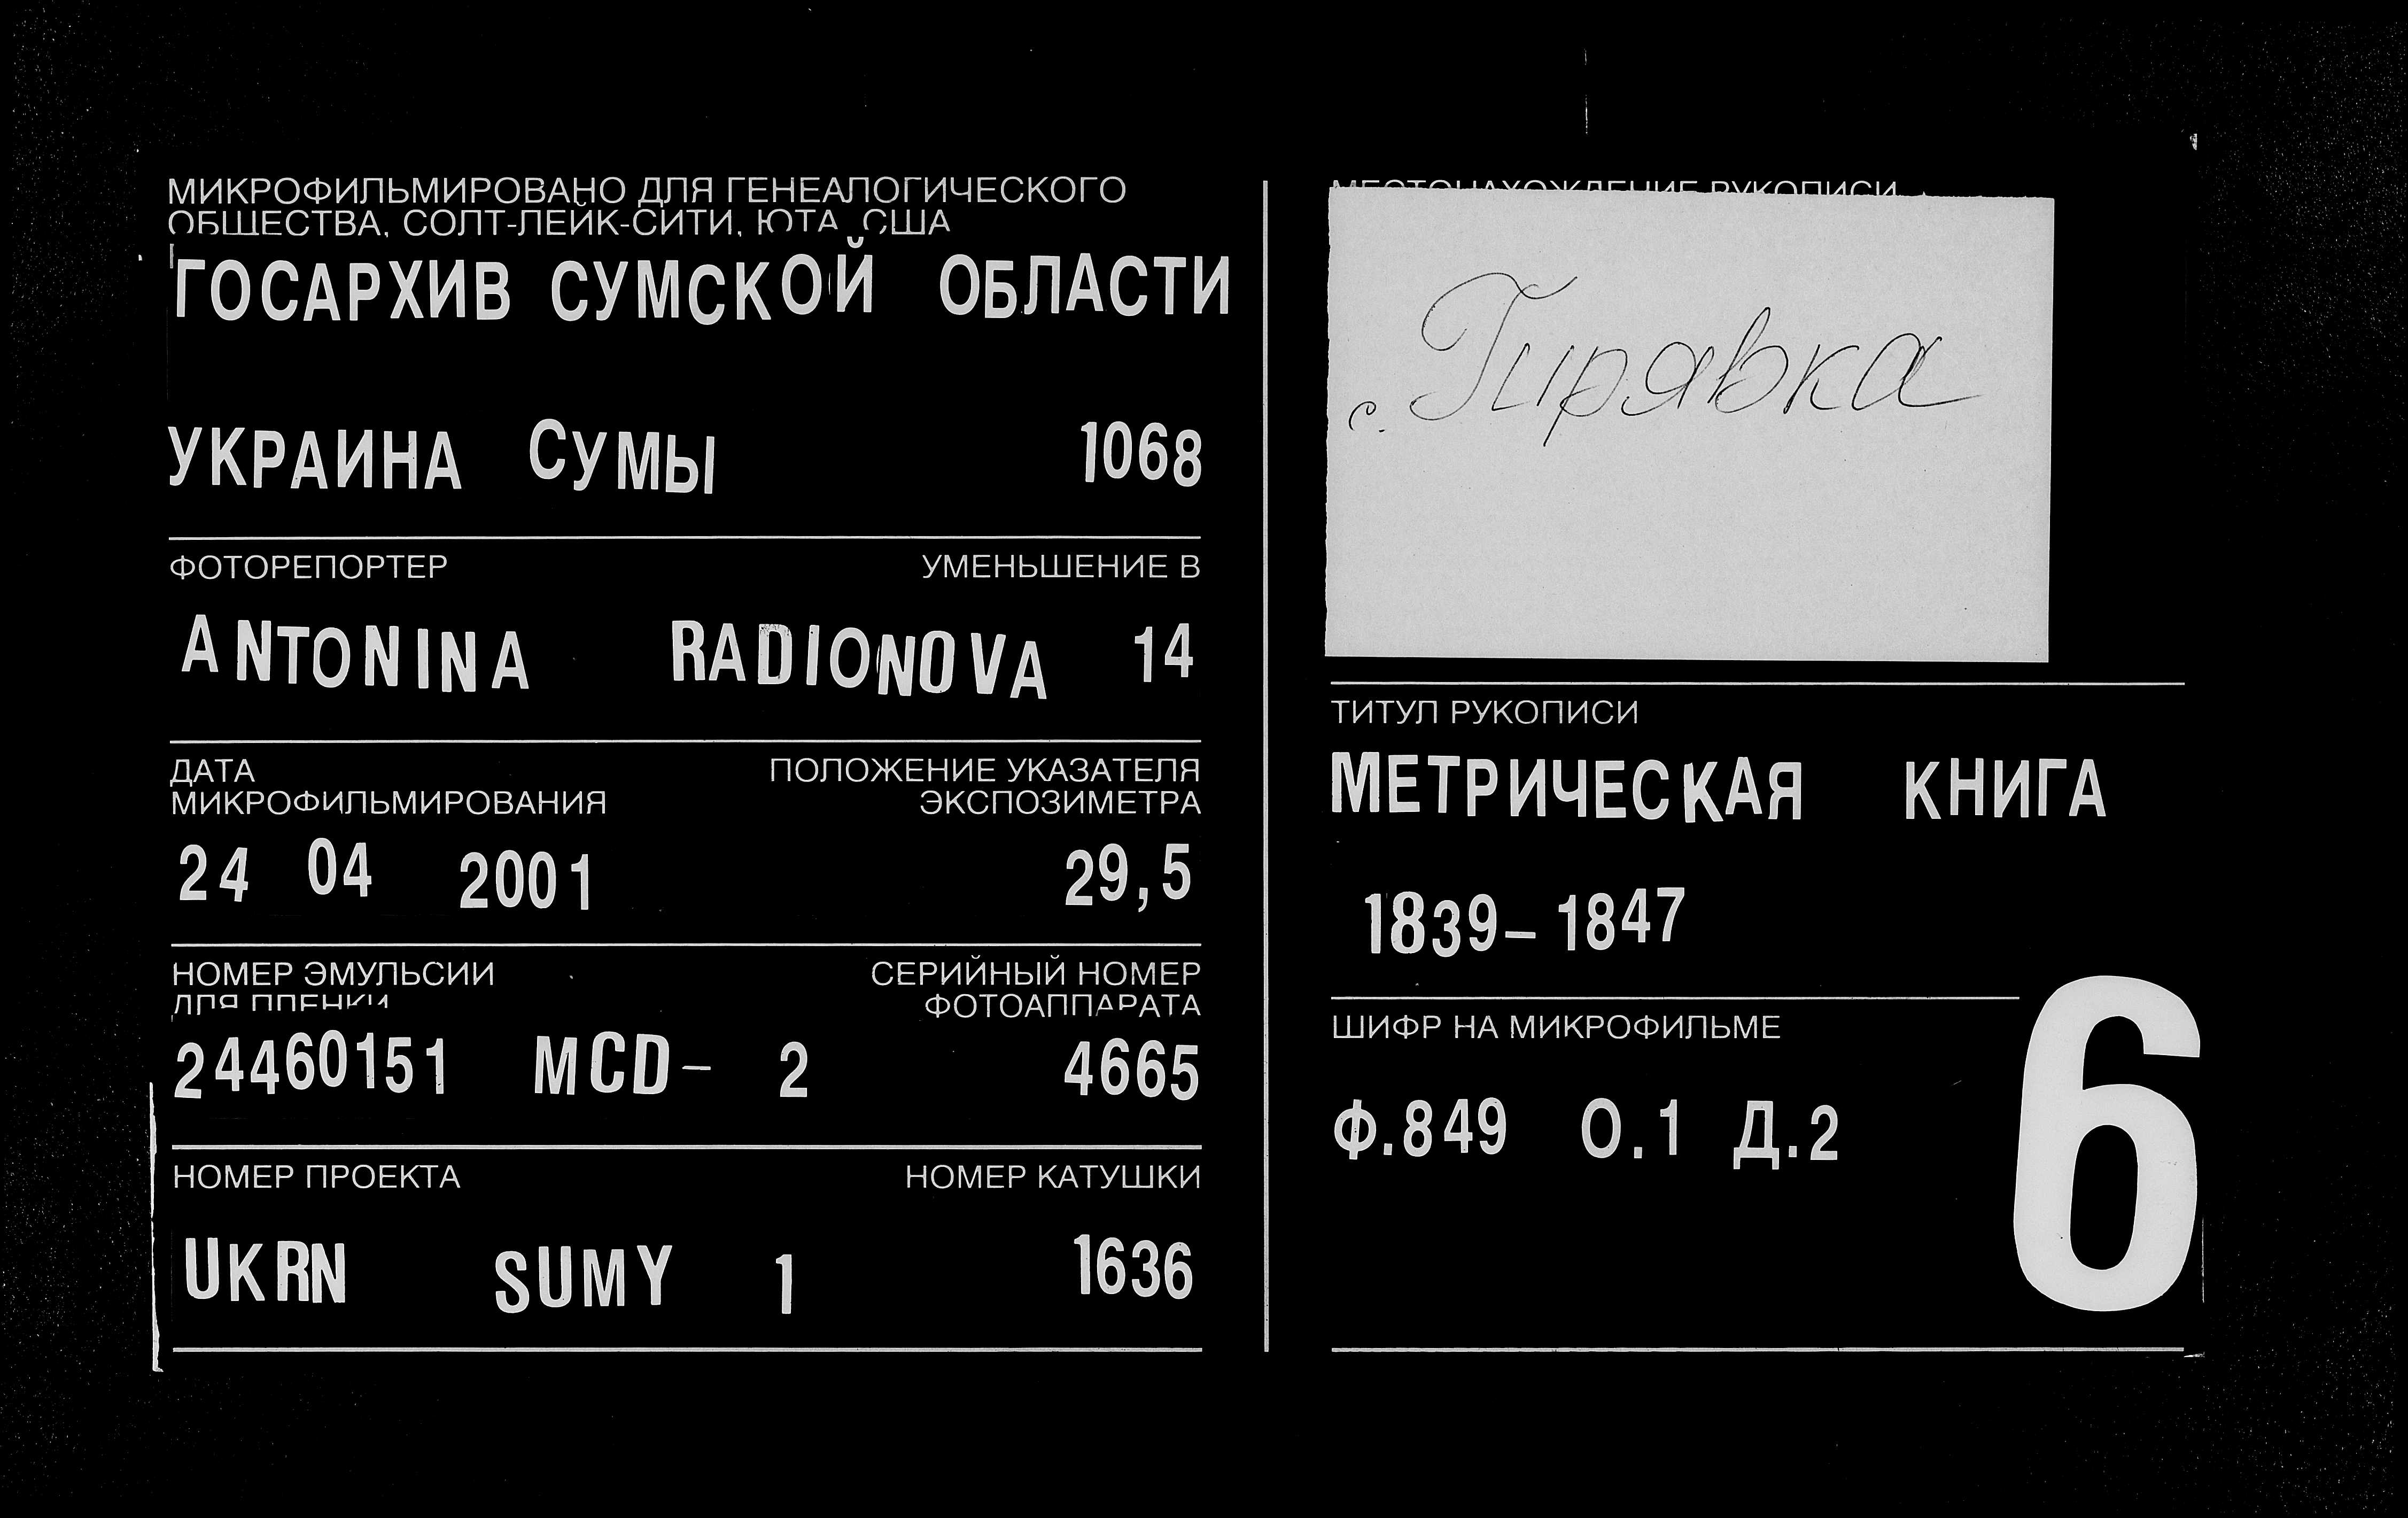 МИКРОФИЛЬМИРОВАНО ДЛЯ ГЕНЕАЛОГИЧЕСКОГО
ОБЩЕСТВА, СОЛТ-ЛЕЙК-СИТИ, ЮТА, США
ГОСАРХИВ СУМСКОЙ ОБЛАСТИ
УКРАИНА СУМЫ 1068
ФОТОРЕПОРТЕР УМЕНЬШЕНИЕ В
ANTONINA RADIONOVA 14
ДАТА
МИКРОФИЛЬМИРОВАНИЯ
ПОЛОЖЕНИЕ УКАЗАТЕЛЯ
ЭКСПОЗИМЕТРА
24 04 2001 29,5
НОМЕР ЭМУЛЬСИИ
ДЛЯ ПЛЕНКИ
СЕРИЙНЫЙ НОМЕР
ФОТОАППАРАТА
24460151 MCD- 2 4665
НОМЕР ПРОЕКТА НОМЕР КАТУШКИ
UKRN SUMY 1 1636
МЕСТОНАХОЖДЕНИЕ РУКОПИСИ
с. Гирявка
ТИТУЛ РУКОПИСИ
МЕТРИЧЕСКАЯ КНИГА
1839-1847
ШИФР НА МИКРОФИЛЬМЕ
Ф.849 О.1 Д.2
6